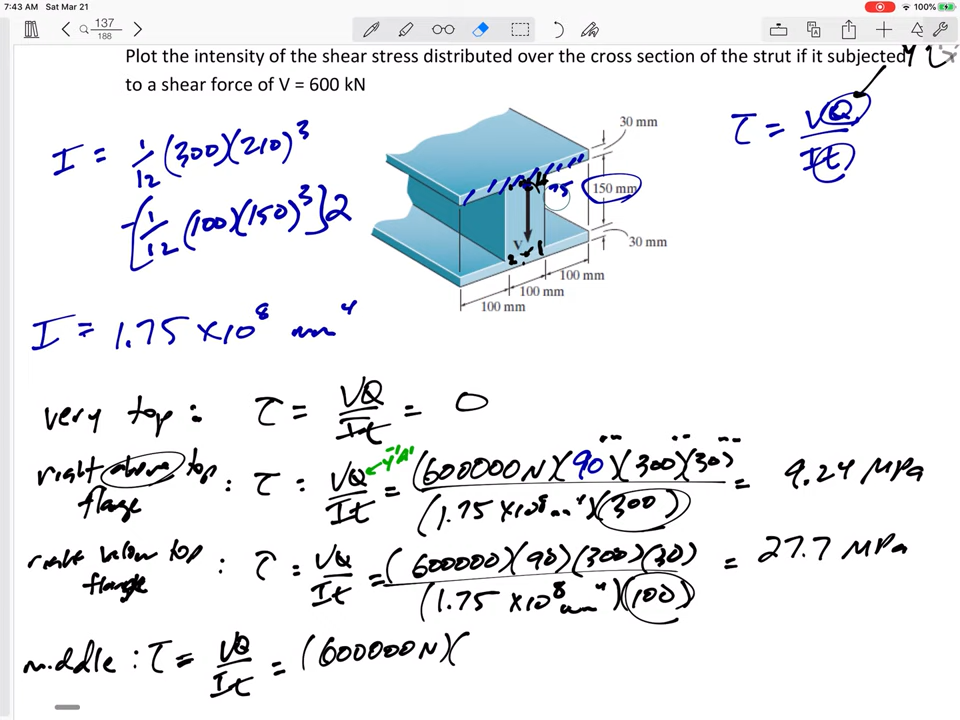 7:43 AM Sat Mar 21
100%
137
188
Plot the intensity of the shear stress distributed over the cross section of the strut if it subjected
to a shear force of V = 600 kN
τ = VQ / It
I = 1/12 (300)(210)³
- [1/12 (100)(150)³] 2
I = 1.75 × 10⁸ mm⁴
30 mm
150 mm
75
V
30 mm
100 mm
100 mm
100 mm
very top : τ = VQ / It = 0
right above top flange : τ = VQ / It = (600000 N)(90)(300)(30) / (1.75 × 10⁸ mm⁴)(300) = 9.24 MPa
ȳ'A'
right below top flange : τ = VQ / It = (600000)(90)(300)(30) / (1.75 × 10⁸ mm⁴)(100) = 27.7 MPa
middle : τ = VQ / It = (600000 N)(